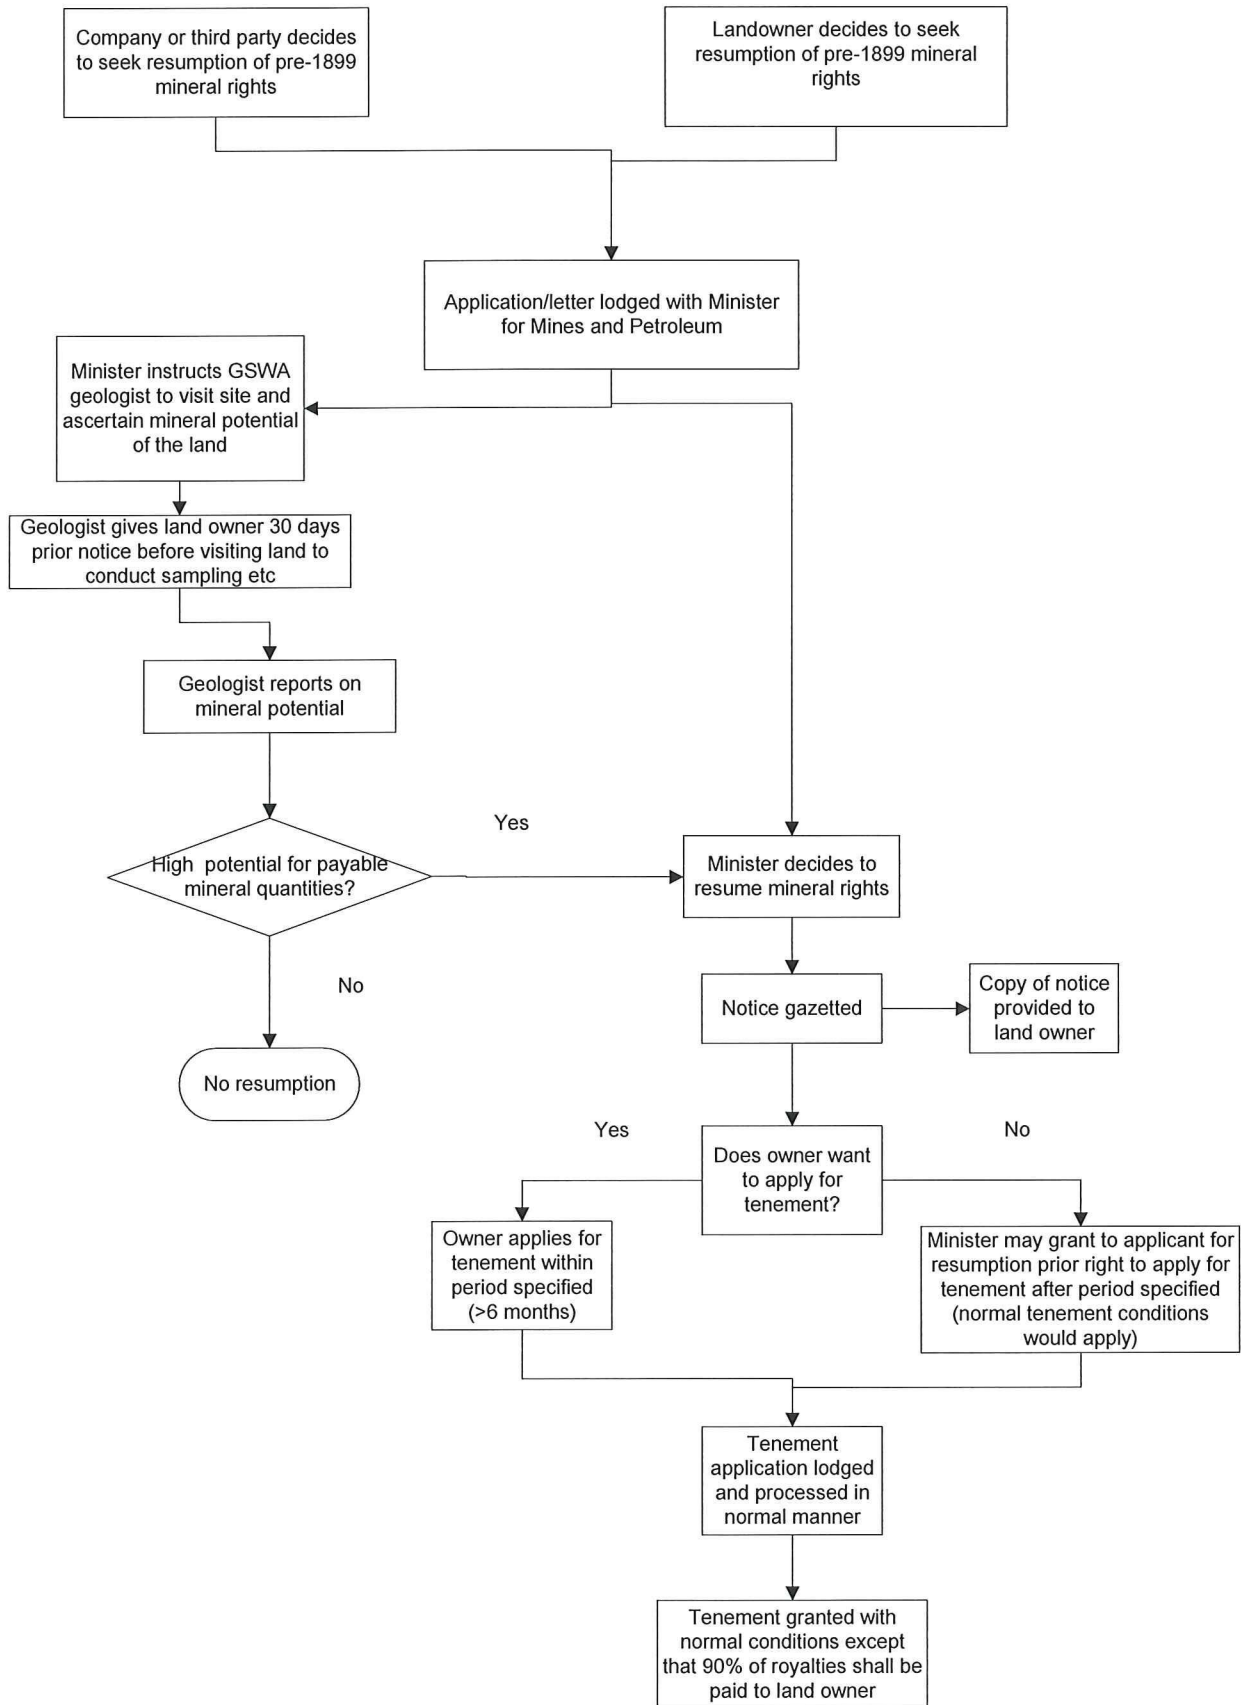 Company or third party decides
to seek resumption of pre-1899
mineral rights
Landowner decides to seek
resumption of pre-1899 mineral
rights
Application/letter lodged with Minister
for Mines and Petroleum
Minister instructs GSWA
geologist to visit site and
ascertain mineral potential
of the land
Geologist gives land owner 30 days
prior notice before visiting land to
conduct sampling etc
Geologist reports on
mineral potential
High potential for payable
mineral quantities?
Yes
No
No resumption
Minister decides to
resume mineral rights
Notice gazetted
Copy of notice
provided to
land owner
Does owner want
to apply for
tenement?
Yes
No
Owner applies for
tenement within
period specified
(>6 months)
Minister may grant to applicant for
resumption prior right to apply for
tenement after period specified
(normal tenement conditions
would apply)
Tenement
application lodged
and processed in
normal manner
Tenement granted with
normal conditions except
that 90% of royalties shall be
paid to land owner